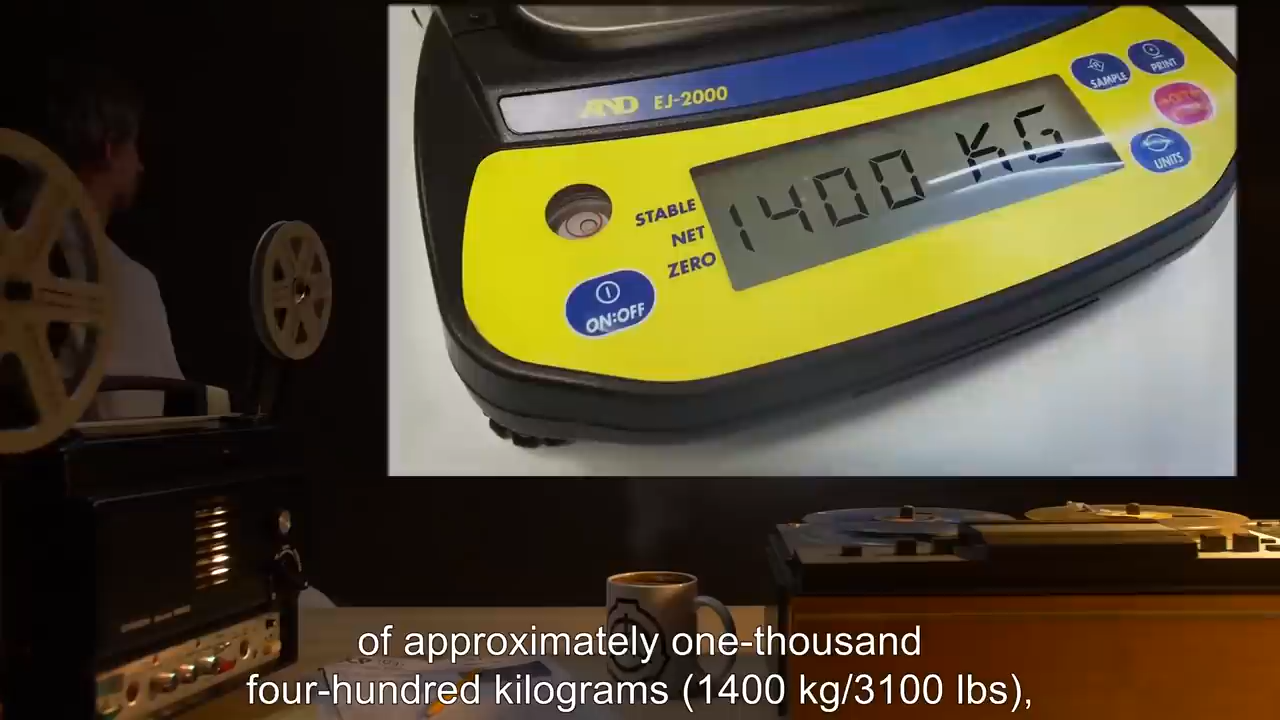 AND EJ-2000
SAMPLE
PRINT
UNITS
1400 KG
STABLE
NET
ZERO
ON:OFF
of approximately one-thousand
four-hundred kilograms (1400 kg/3100 lbs),